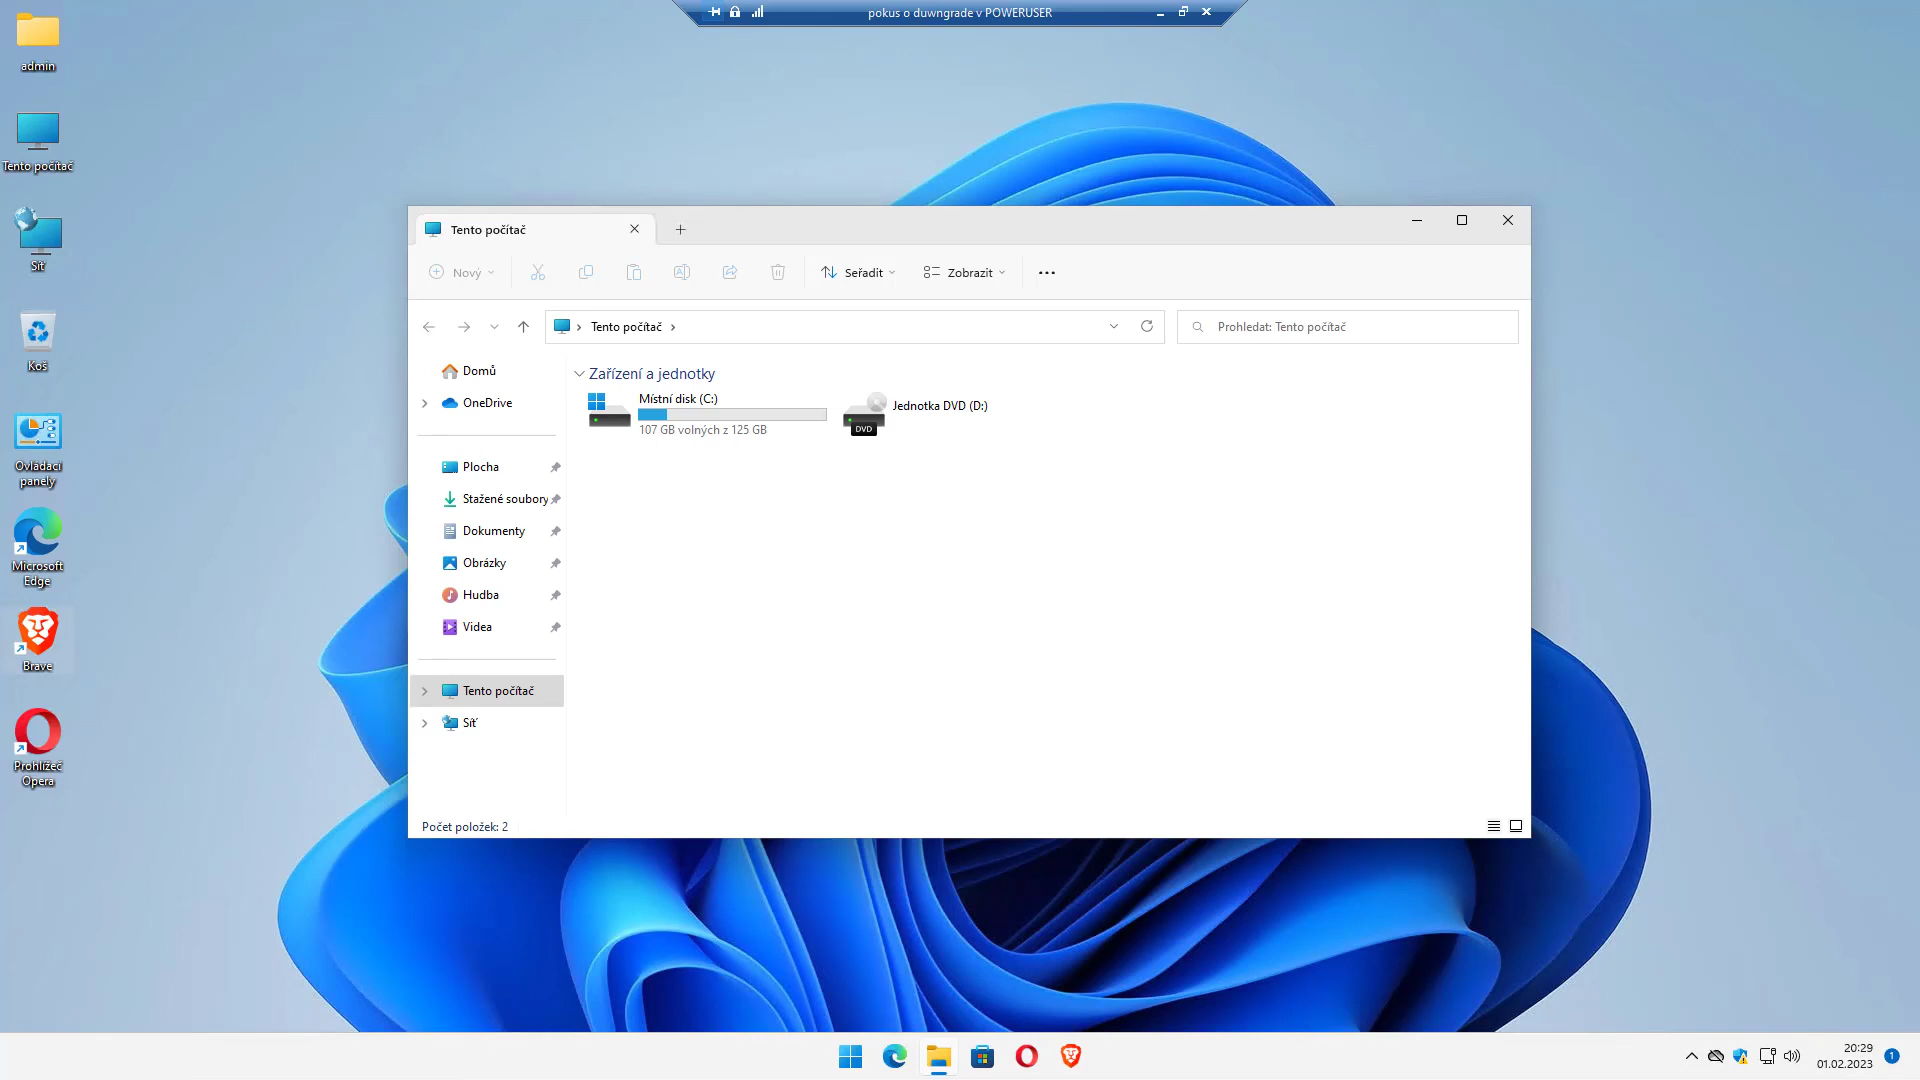 pokus o duwngrade v POWERUSER
admin
Tento počítač
Síť
Koš
Ovládací
panely
Microsoft
Edge
Brave
Prohlížeč
Opera
Tento počítač
Nový
Seřadit
Zobrazit
Tento počítač
Prohledat: Tento počítač
Domů
OneDrive
Plocha
Stažené soubory
Dokumenty
Obrázky
Hudba
Videa
Tento počítač
Síť
Zařízení a jednotky
Místní disk (C:)
107 GB volných z 125 GB
DVD
Jednotka DVD (D:)
Počet položek: 2
20:29
01.02.2023
1